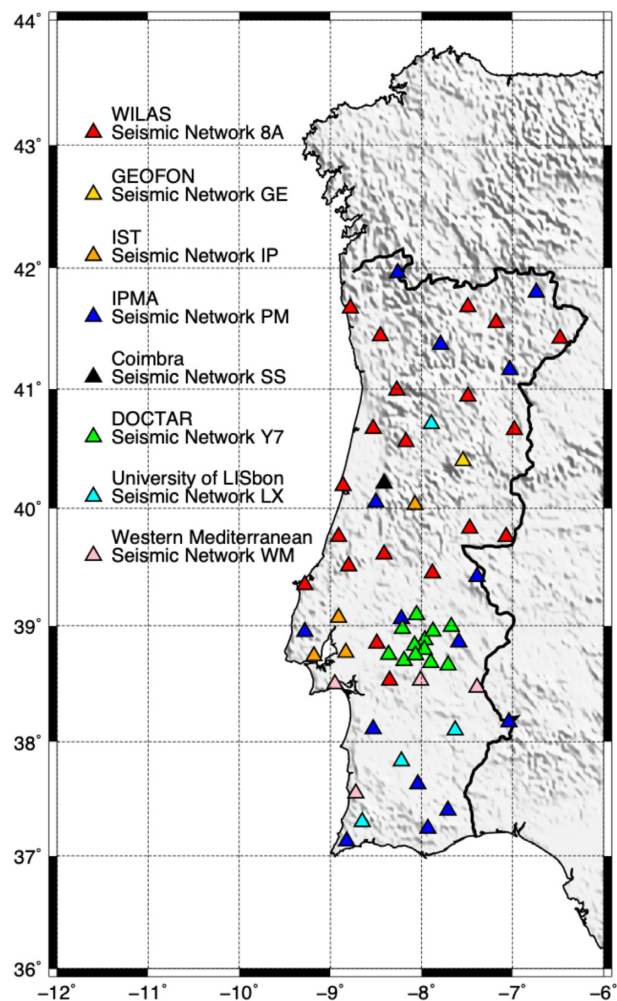 44°
43°
42°
41°
40°
39°
38°
37°
36°
WILAS
Seismic Network 8A
GEOFON
Seismic Network GE
IST
Seismic Network IP
IPMA
Seismic Network PM
Coimbra
Seismic Network SS
DOCTAR
Seismic Network Y7
University of LISbon
Seismic Network LX
Western Mediterranean
Seismic Network WM
−12° −11° −10° −9° −8° −7° −6°